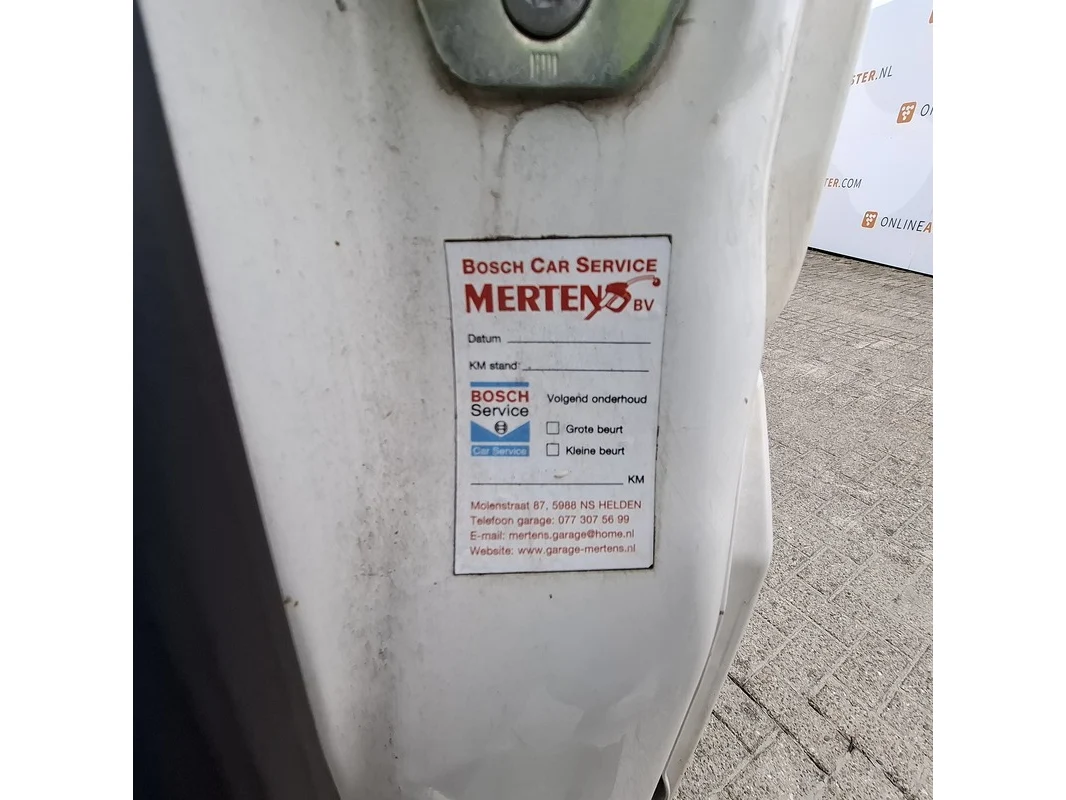 BOSCH CAR SERVICE
MERTENS BV
Datum
KM stand:
BOSCH
Service
Car Service
Volgend onderhoud
Grote beurt
Kleine beurt
KM
Molenstraat 87, 5988 NS HELDEN
Telefoon garage: 077 307 56 99
E-mail: mertens.garage@home.nl
Website: www.garage-mertens.nl
STER.NL
TER.COM
ONLINEA